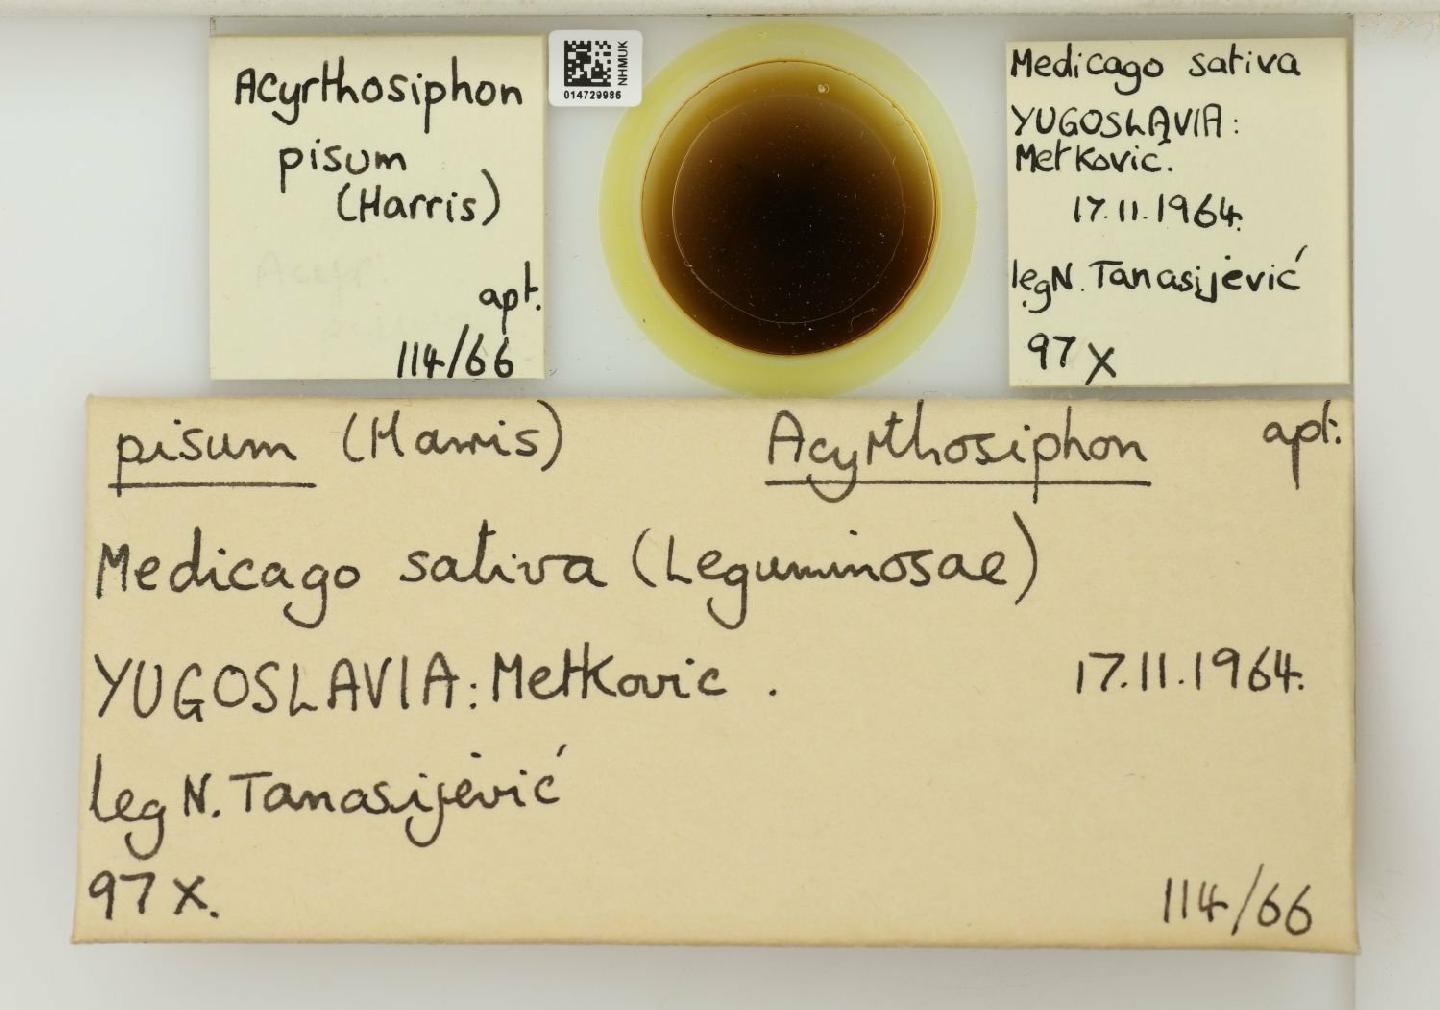 Acyrthosiphon
pisum
(Harris)
Acyr.
apt.
114/66
NHMUK
014729986
Medicago sativa
YUGOSLAVIA:
Metkovic.
17.11.1964.
leg N. Tanasijević
97 X
pisum (Harris) Acyrthosiphon apt.
Medicago sativa (Leguminosae)
YUGOSLAVIA: Metkovic .
17.11.1964.
leg N. Tanasijević
97 X.
114/66